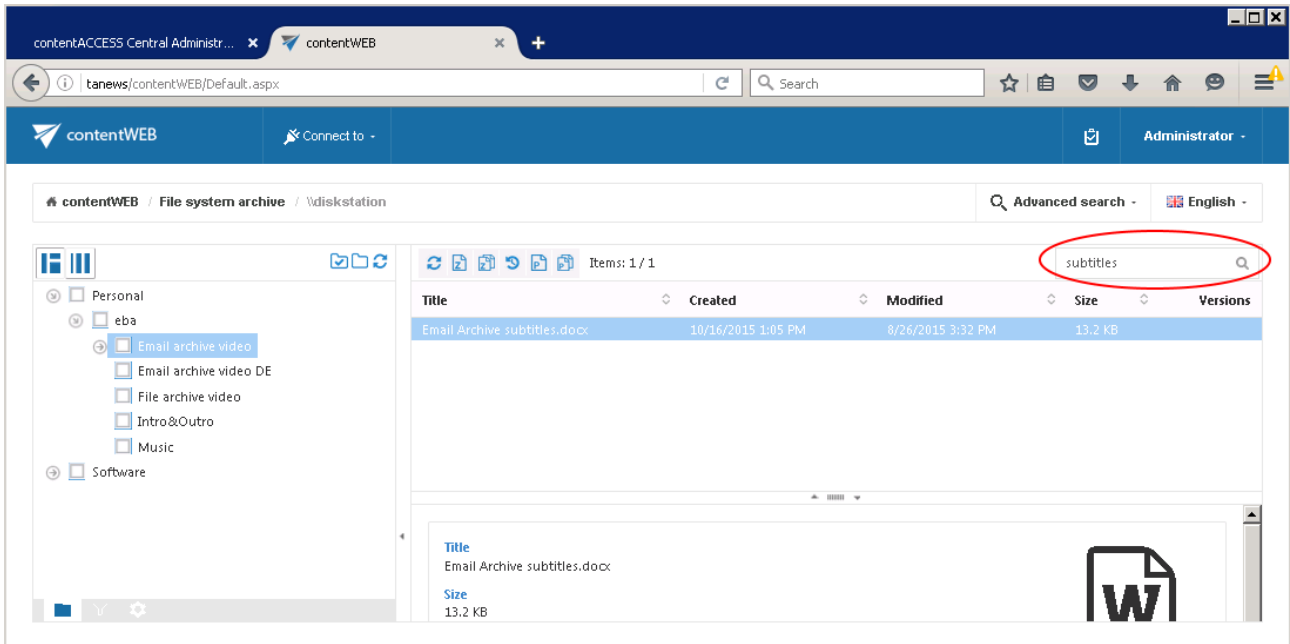 contentACCESS Central Administr...
contentWEB
tanews/contentWEB/Default.aspx
Search
contentWEB
Connect to
Administrator
contentWEB / File system archive / \\diskstation
Advanced search
English
Items: 1 / 1
subtitles
Personal
eba
Email archive video
Email archive video DE
File archive video
Intro&Outro
Music
Software
Title Created Modified Size Versions
Email Archive subtitles.docx 10/16/2015 1:05 PM 8/26/2015 3:32 PM 13.2 KB
Title
Email Archive subtitles.docx
Size
13.2 KB
W